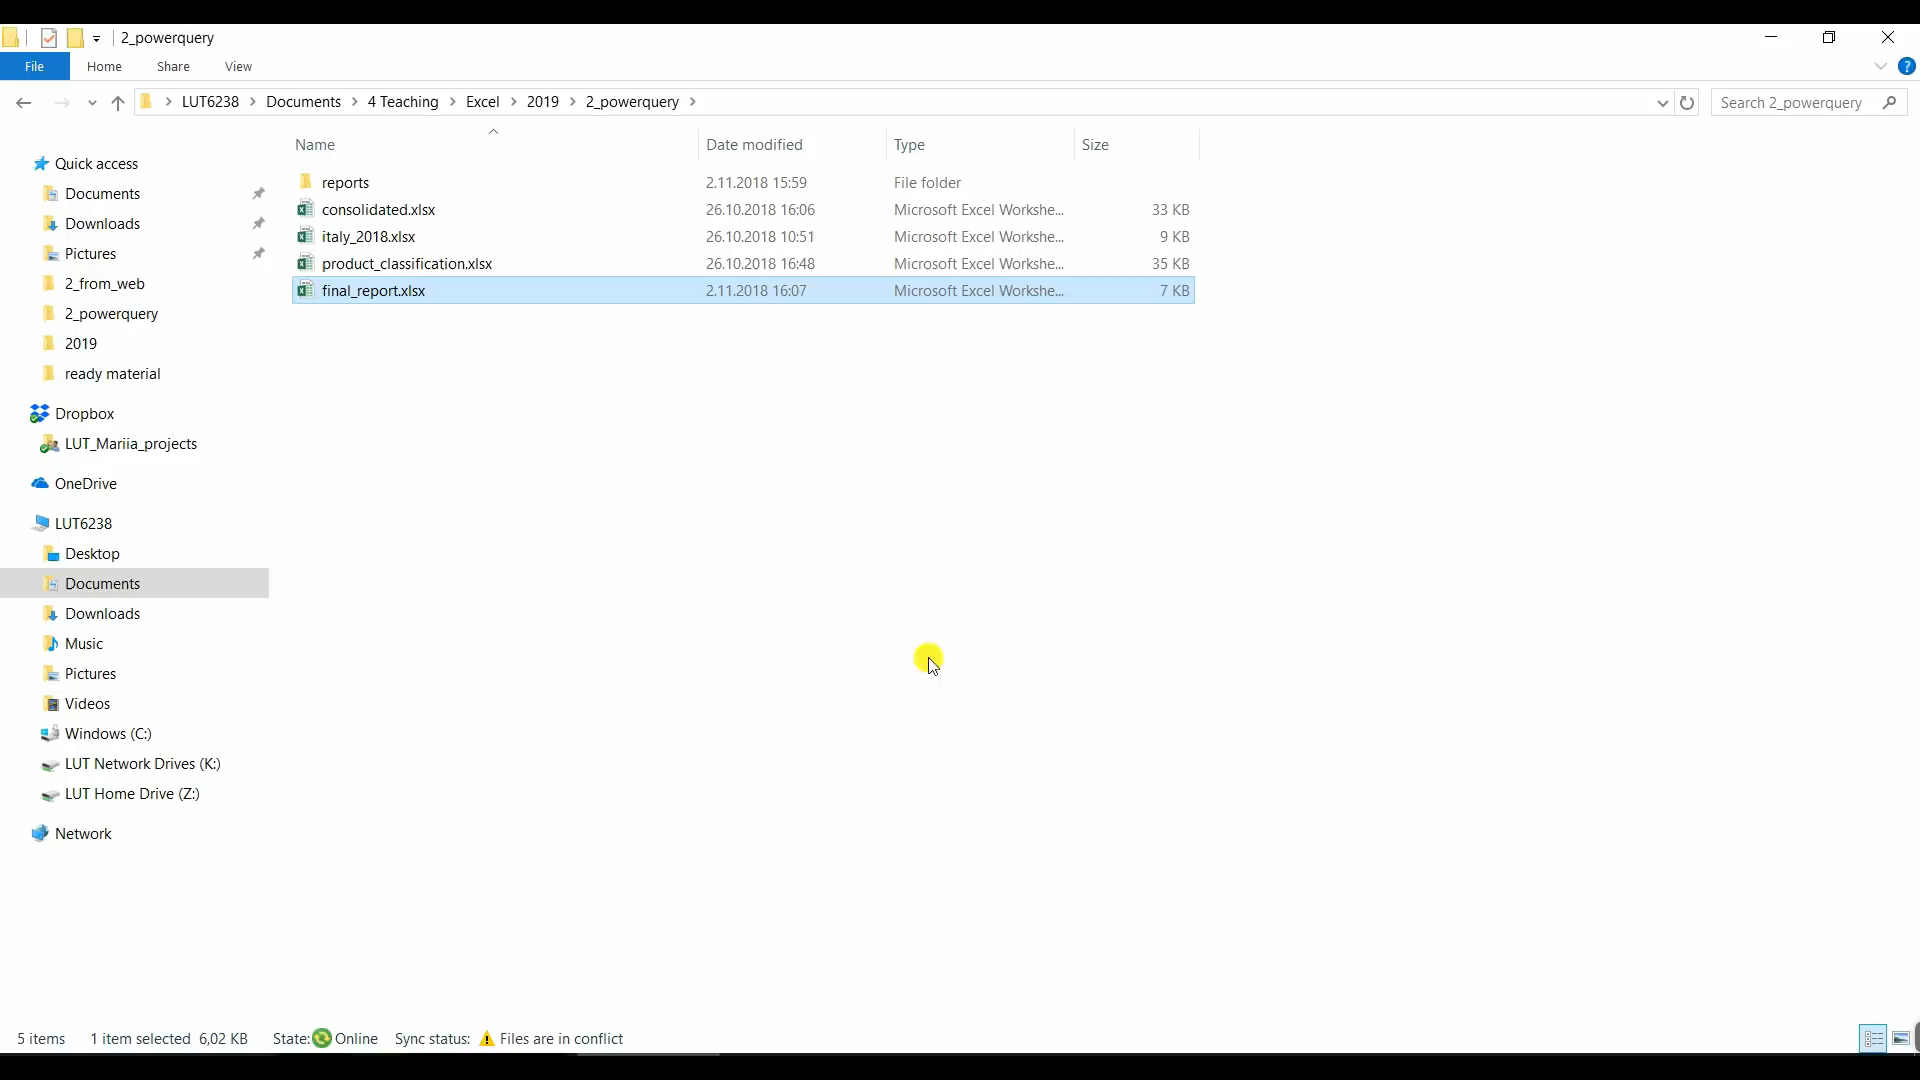 2_powerquery
File Home Share View
LUT6238 Documents 4 Teaching Excel 2019 2_powerquery Search 2_powerquery
Name Date modified Type Size
reports 2.11.2018 15:59 File folder
consolidated.xlsx 26.10.2018 16:06 Microsoft Excel Workshe... 33 KB
italy_2018.xlsx 26.10.2018 10:51 Microsoft Excel Workshe... 9 KB
product_classification.xlsx 26.10.2018 16:48 Microsoft Excel Workshe... 35 KB
final_report.xlsx 2.11.2018 16:07 Microsoft Excel Workshe... 7 KB
Quick access
Documents
Downloads
Pictures
2_from_web
2_powerquery
2019
ready material
Dropbox
LUT_Mariia_projects
OneDrive
LUT6238
Desktop
Documents
Downloads
Music
Pictures
Videos
Windows (C:)
LUT Network Drives (K:)
LUT Home Drive (Z:)
Network
5 items 1 item selected 6,02 KB State: Online Sync status: Files are in conflict